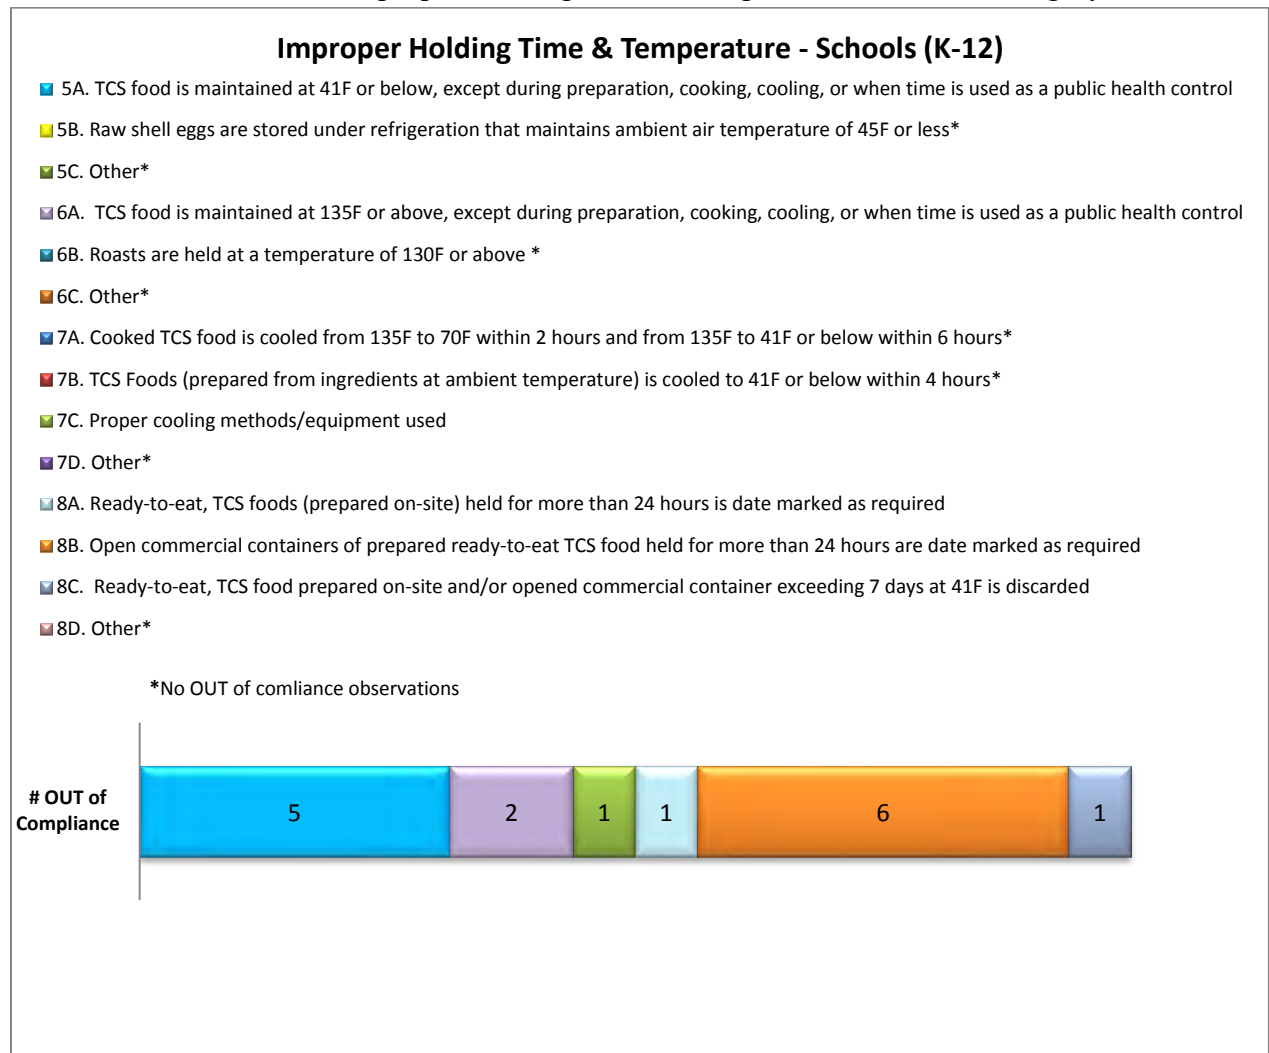 Improper Holding Time & Temperature - Schools (K-12)
5A. TCS food is maintained at 41F or below, except during preparation, cooking, cooling, or when time is used as a public health control
5B. Raw shell eggs are stored under refrigeration that maintains ambient air temperature of 45F or less*
5C. Other*
6A. TCS food is maintained at 135F or above, except during preparation, cooking, cooling, or when time is used as a public health control
6B. Roasts are held at a temperature of 130F or above *
6C. Other*
7A. Cooked TCS food is cooled from 135F to 70F within 2 hours and from 135F to 41F or below within 6 hours*
7B. TCS Foods (prepared from ingredients at ambient temperature) is cooled to 41F or below within 4 hours*
7C. Proper cooling methods/equipment used
7D. Other*
8A. Ready-to-eat, TCS foods (prepared on-site) held for more than 24 hours is date marked as required
8B. Open commercial containers of prepared ready-to-eat TCS food held for more than 24 hours are date marked as required
8C. Ready-to-eat, TCS food prepared on-site and/or opened commercial container exceeding 7 days at 41F is discarded
8D. Other*
*No OUT of comliance observations
# OUT of
Compliance
5 2 1 1 6 1